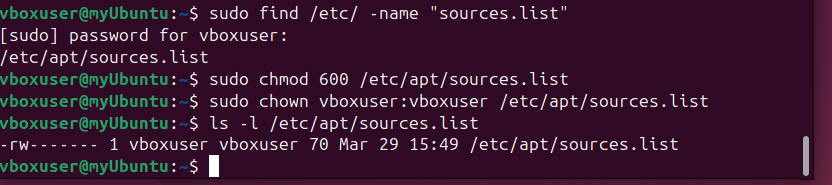 vboxuser@myUbuntu:~$ sudo find /etc/ -name "sources.list"
[sudo] password for vboxuser:
/etc/apt/sources.list
vboxuser@myUbuntu:~$ sudo chmod 600 /etc/apt/sources.list
vboxuser@myUbuntu:~$ sudo chown vboxuser:vboxuser /etc/apt/sources.list
vboxuser@myUbuntu:~$ ls -l /etc/apt/sources.list
-rw------- 1 vboxuser vboxuser 70 Mar 29 15:49 /etc/apt/sources.list
vboxuser@myUbuntu:~$